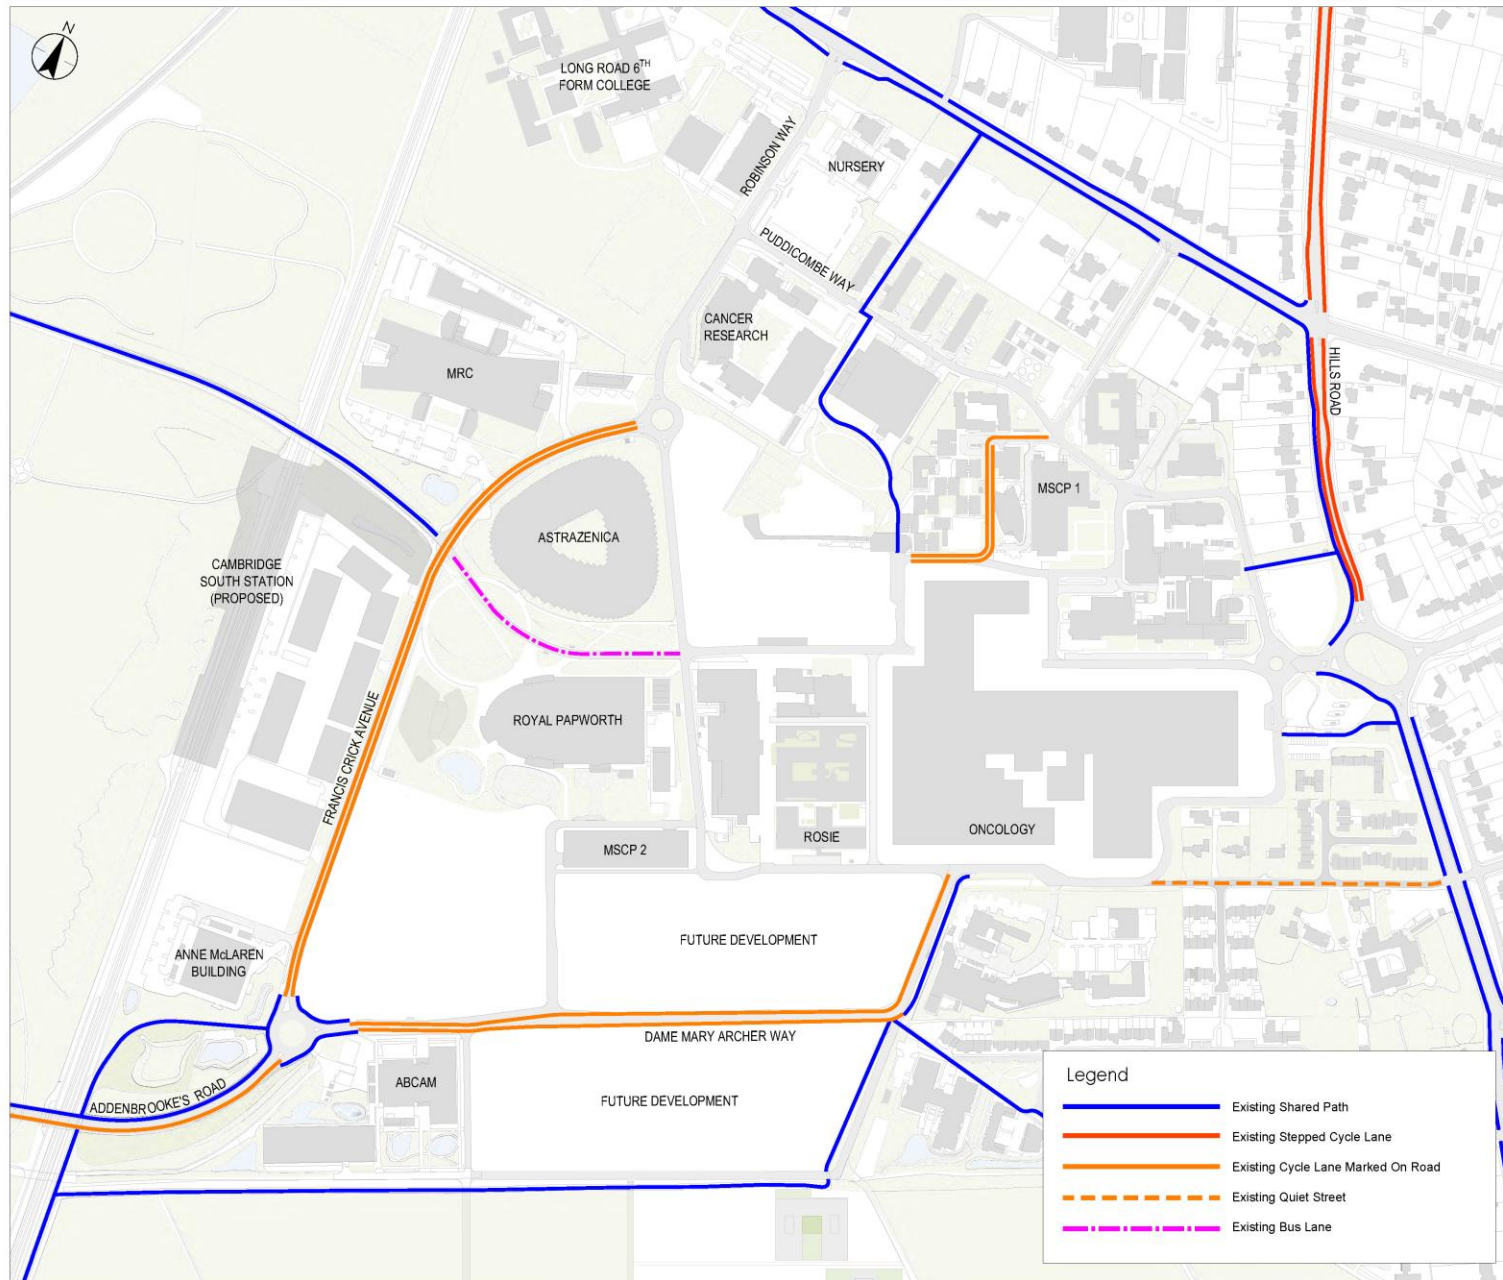 N
LONG ROAD 6TH
FORM COLLEGE
ROBINSON WAY
NURSERY
PUDDICOMBE WAY
CANCER
RESEARCH
HILLS ROAD
MRC
MSCP 1
ASTRAZENICA
CAMBRIDGE
SOUTH STATION
(PROPOSED)
FRANCIS CRICK AVENUE
ROYAL PAPWORTH
ROSIE
ONCOLOGY
MSCP 2
FUTURE DEVELOPMENT
ANNE McLAREN
BUILDING
DAME MARY ARCHER WAY
ABCAM
ADDENBROOKE'S ROAD
FUTURE DEVELOPMENT
Legend
Existing Shared Path
Existing Stepped Cycle Lane
Existing Cycle Lane Marked On Road
Existing Quiet Street
Existing Bus Lane